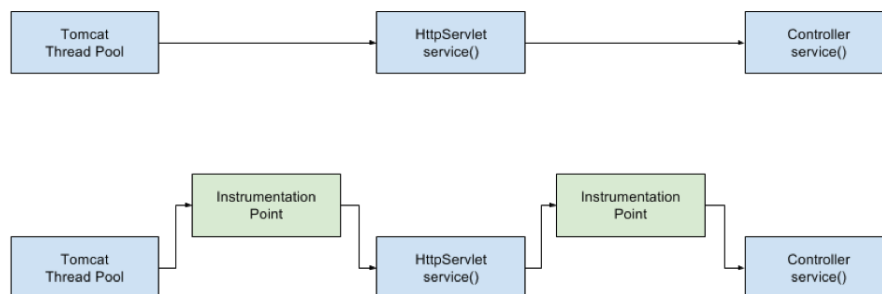 Tomcat
Thread Pool
HttpServlet
service()
Controller
service()
Instrumentation
Point
Instrumentation
Point
Tomcat
Thread Pool
HttpServlet
service()
Controller
service()